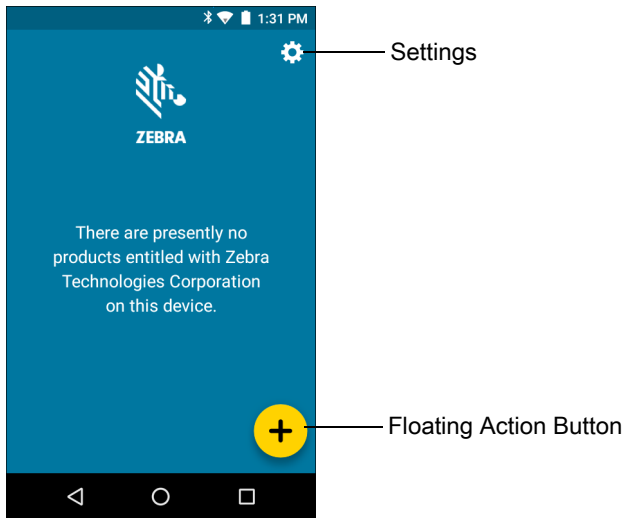 1:31 PM
Settings
ZEBRA
There are presently no
products entitled with Zebra
Technologies Corporation
on this device.
Floating Action Button